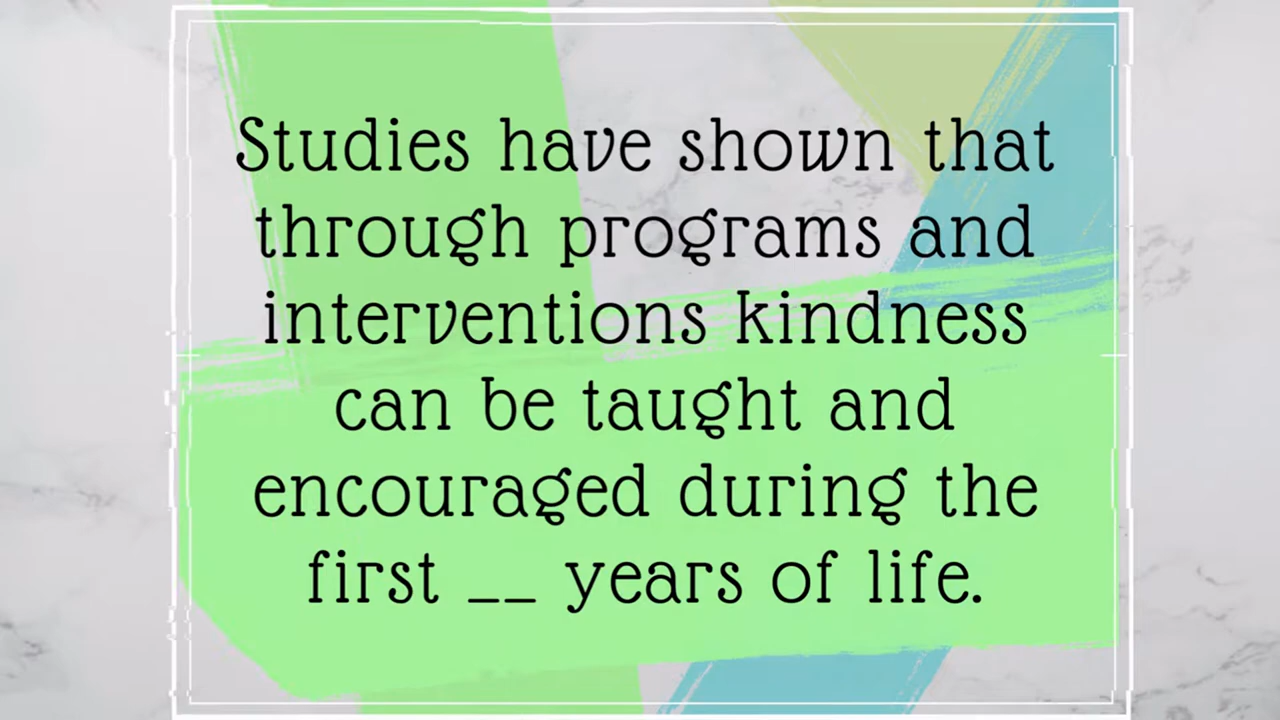 Studies have shown that
through programs and
interventions kindness
can be taught and
encouraged during the
first __ years of life.